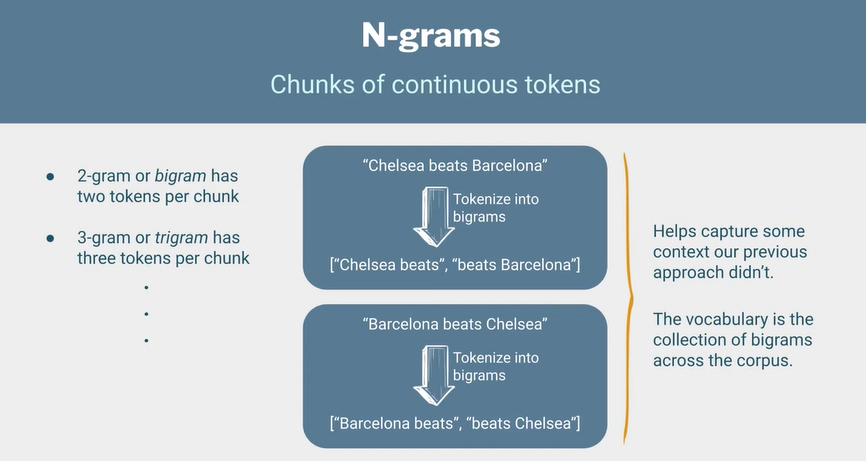 N-grams
Chunks of continuous tokens
● 2-gram or bigram has
two tokens per chunk
● 3-gram or trigram has
three tokens per chunk
.
.
.
“Chelsea beats Barcelona”
Tokenize into
bigrams
[“Chelsea beats”, “beats Barcelona”]
“Barcelona beats Chelsea”
Tokenize into
bigrams
[“Barcelona beats”, “beats Chelsea”]
Helps capture some
context our previous
approach didn’t.
The vocabulary is the
collection of bigrams
across the corpus.